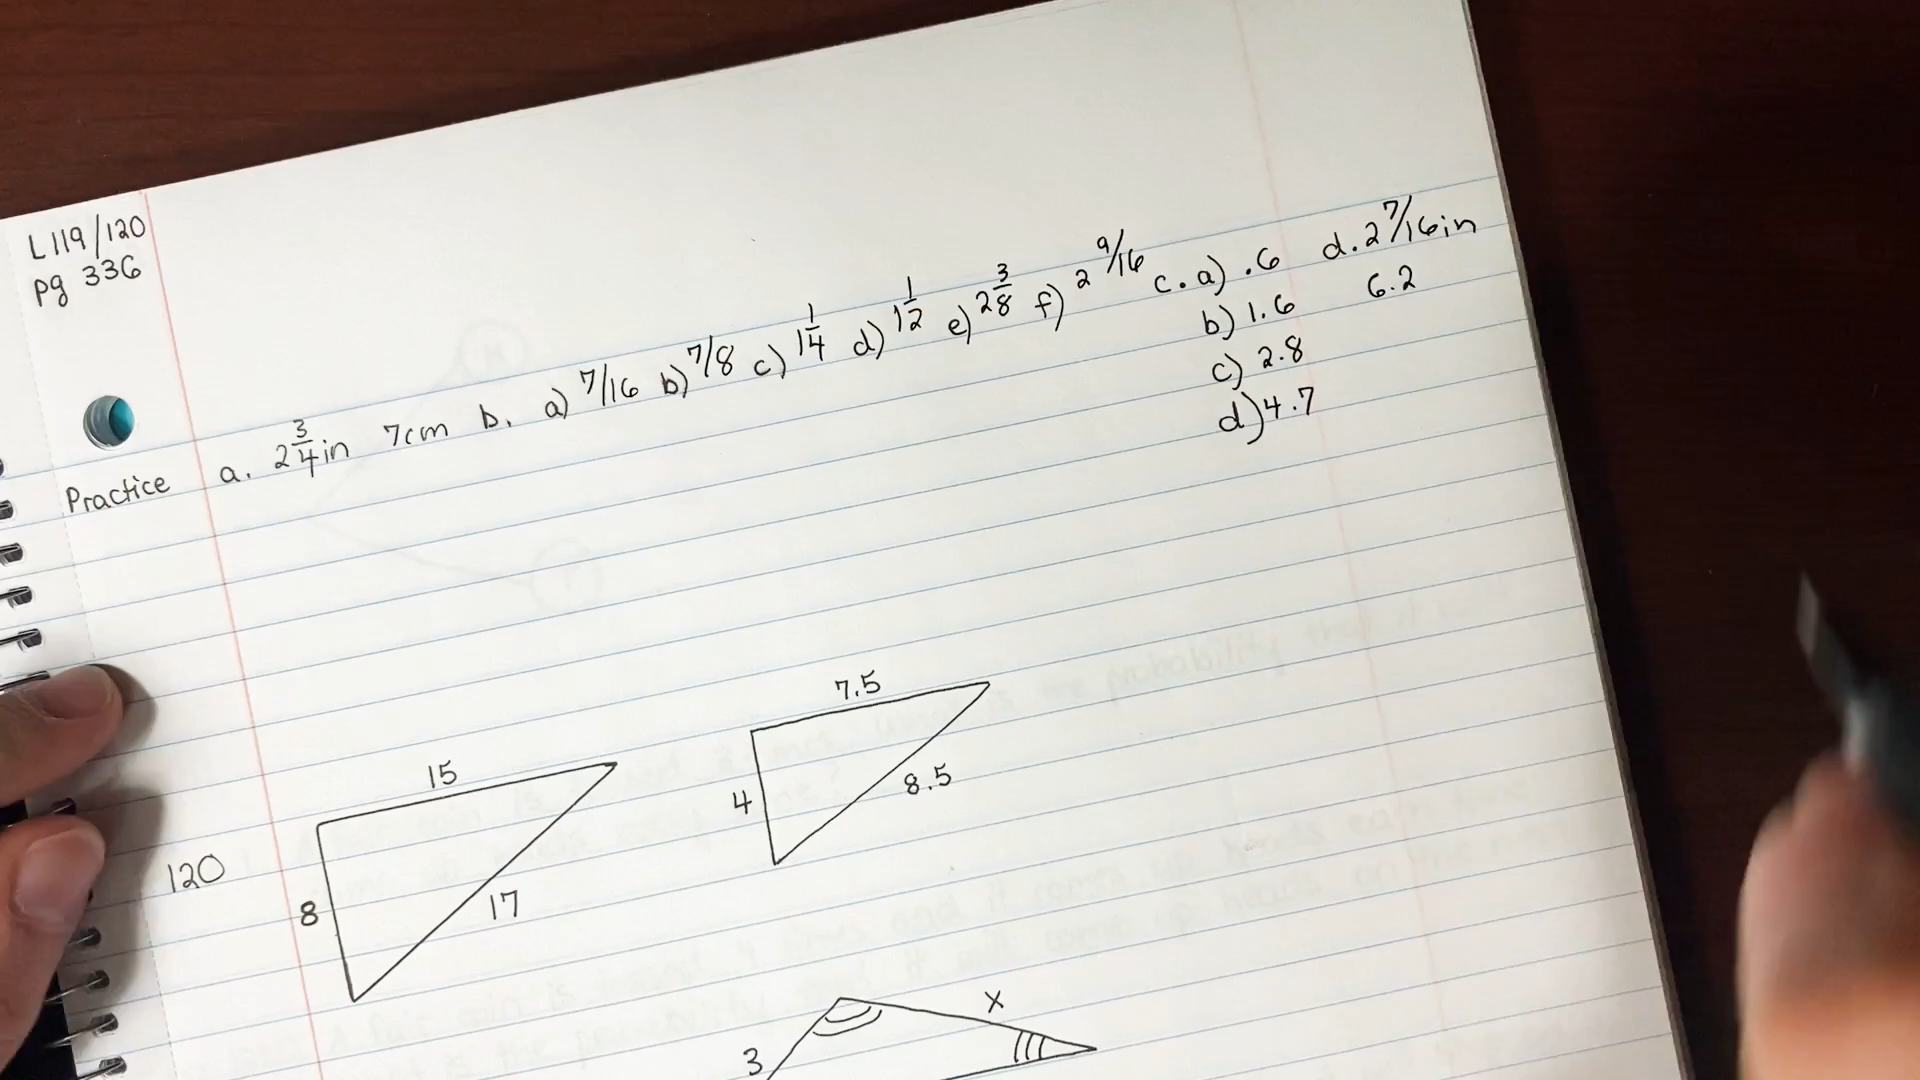 L119/120
pg 336
Practice a. 2 3/4 in 7cm b. a) 7/16 b) 7/8 c) 1 1/4 d) 1 1/2 e) 2 3/8 f) 2 9/16 c. a) .6 d. 2 7/16 in
b) 1.6 6.2
c) 2.8
d) 4.7
120
15
8
17
7.5
4
8.5
3
x